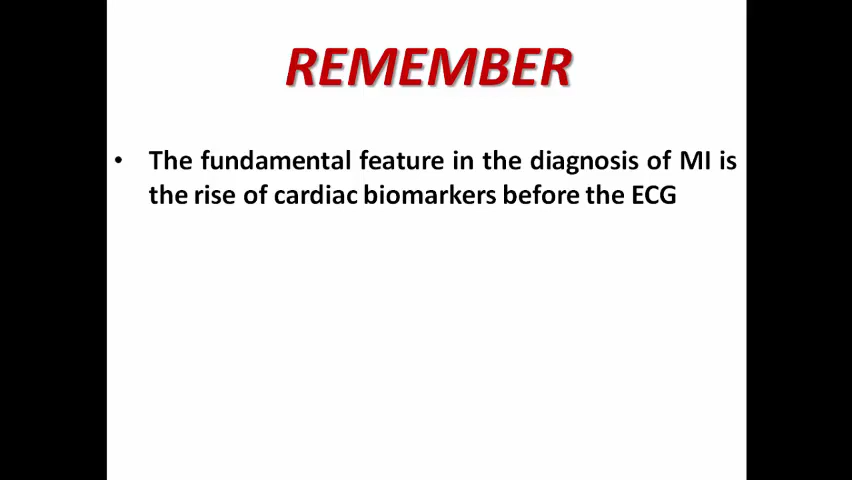 REMEMBER
• The fundamental feature in the diagnosis of MI is
the rise of cardiac biomarkers before the ECG